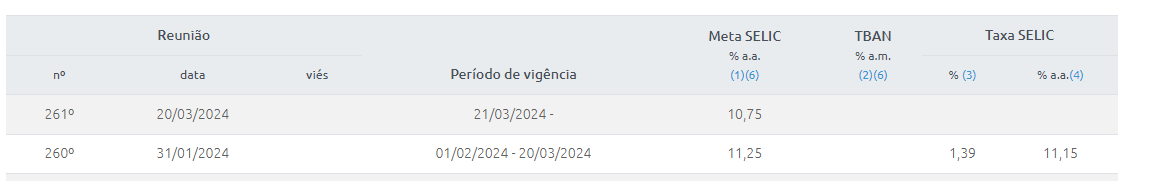 Reunião
Meta SELIC
% a.a.
(1)(6)
TBAN
% a.m.
(2)(6)
Taxa SELIC
nº data viés Período de vigência % (3) % a.a.(4)
261º 20/03/2024 21/03/2024 - 10,75
260º 31/01/2024 01/02/2024 - 20/03/2024 11,25 1,39 11,15